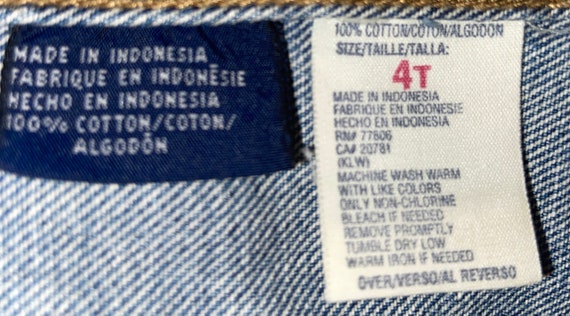 MADE IN INDONESIA
FABRIQUE EN INDONÉSIE
HECHO EN INDONESIA
100% COTTON/COTON/
ALGODÓN
100% COTTON/COTON/ALGODON
SIZE/TAILLE/TALLA:
4T
MADE IN INDONESIA
FABRIQUE EN INDONESIE
HECHO EN INDONESIA
RN# 77806
CA# 20781
(KLW)
MACHINE WASH WARM
WITH LIKE COLORS
ONLY NON-CHLORINE
BLEACH IF NEEDED
REMOVE PROMPTLY
TUMBLE DRY LOW
WARM IRON IF NEEDED
OVER/VERSO/AL REVERSO